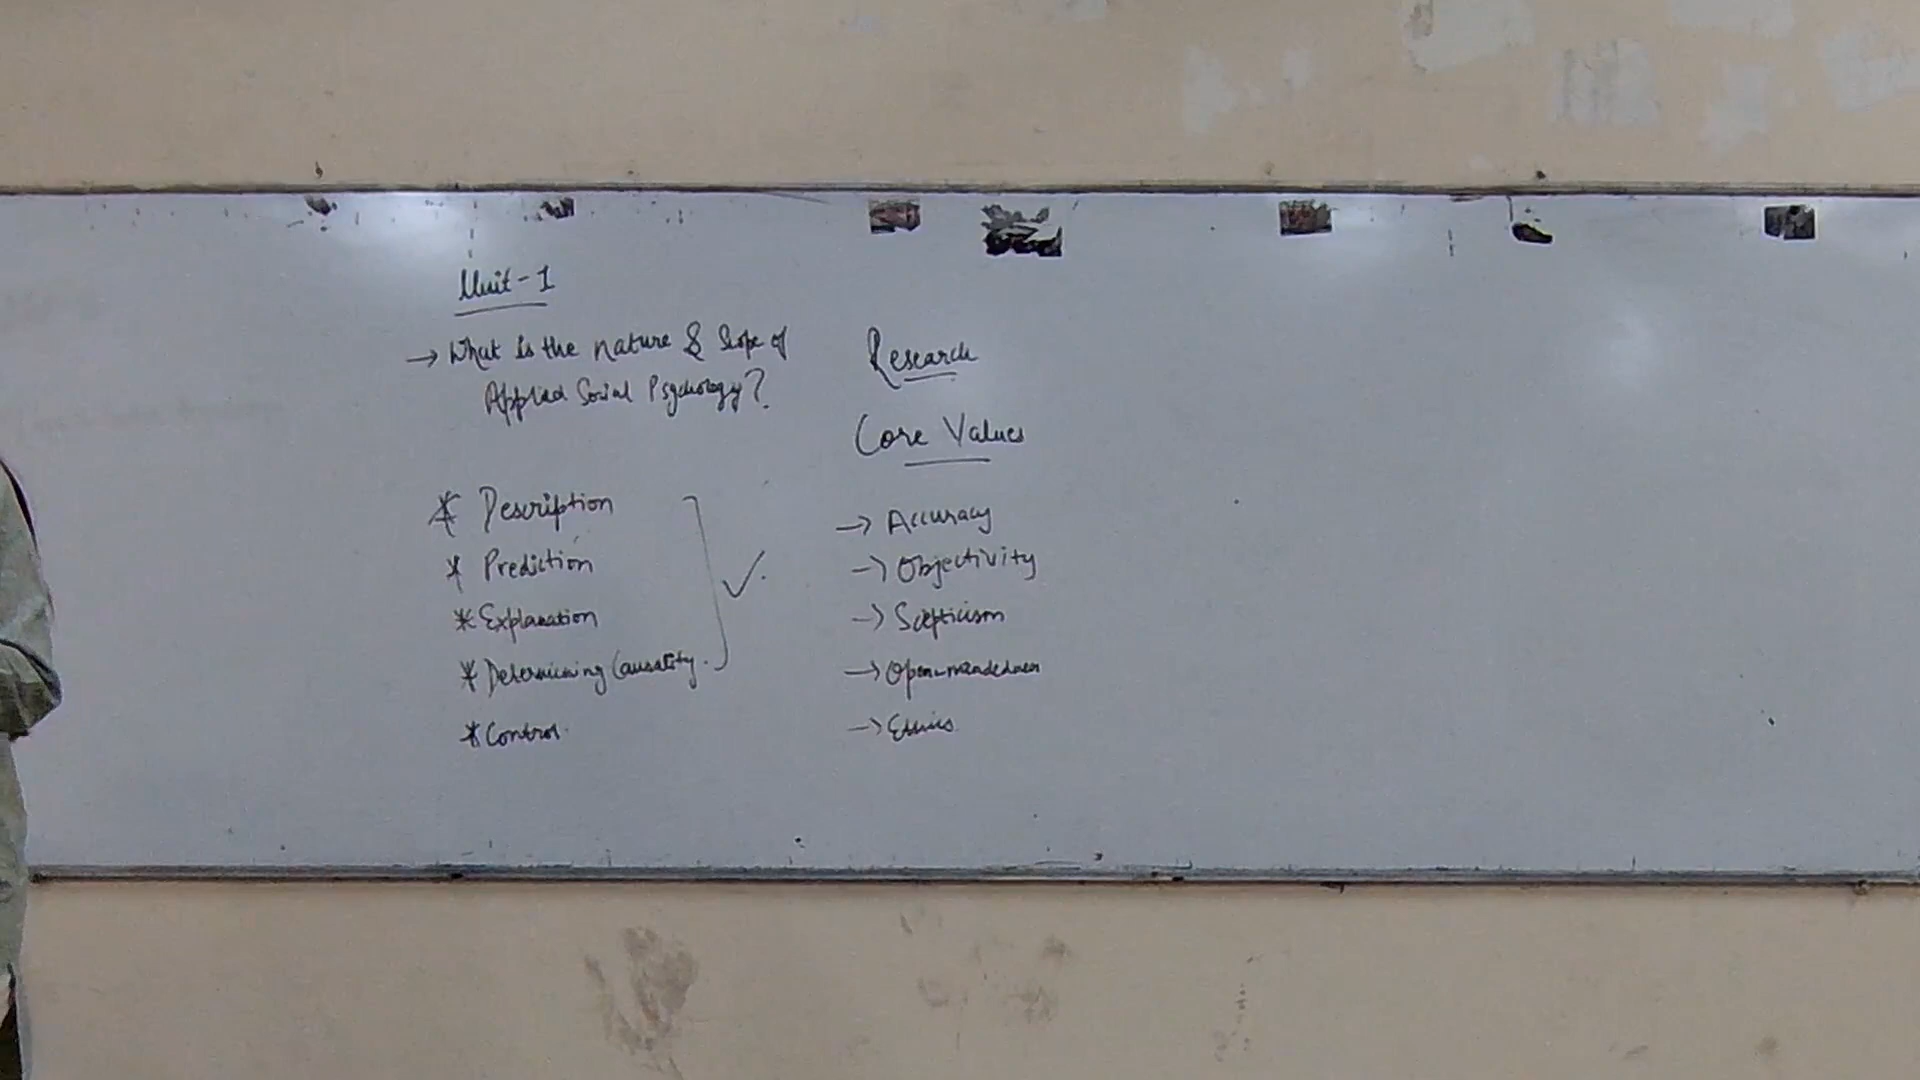 Unit-1
→ What is the nature & Scope of
Applied Social Psychology?
* Description
* Prediction
* Explanation
* Determining Causality.
* Control.
✓.
Research
Core Values
→ Accuracy
→ Objectivity
→ Scepticism
→ Open-mindedness
→ Ethics